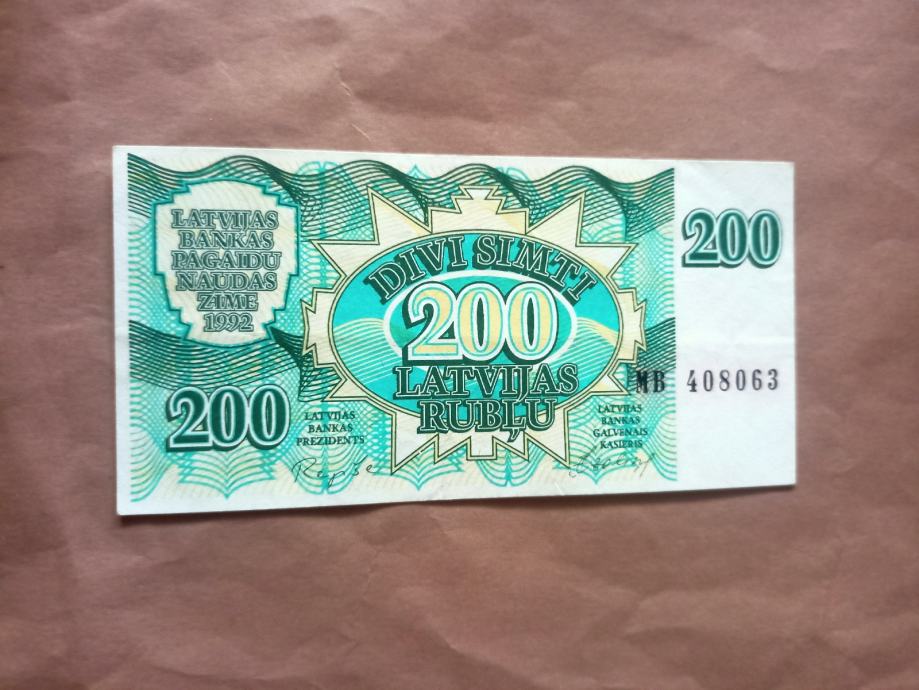 LATVIJAS
BANKAS
PAGAIDU
NAUDAS
ZIME
1992
200
DIVI SIMTI
200
LATVIJAS
RUBĻU
MB 408063
200
LATVIJAS
BANKAS
PREZIDENTS
LATVIJAS
BANKAS
GALVENAIS
KASIERIS